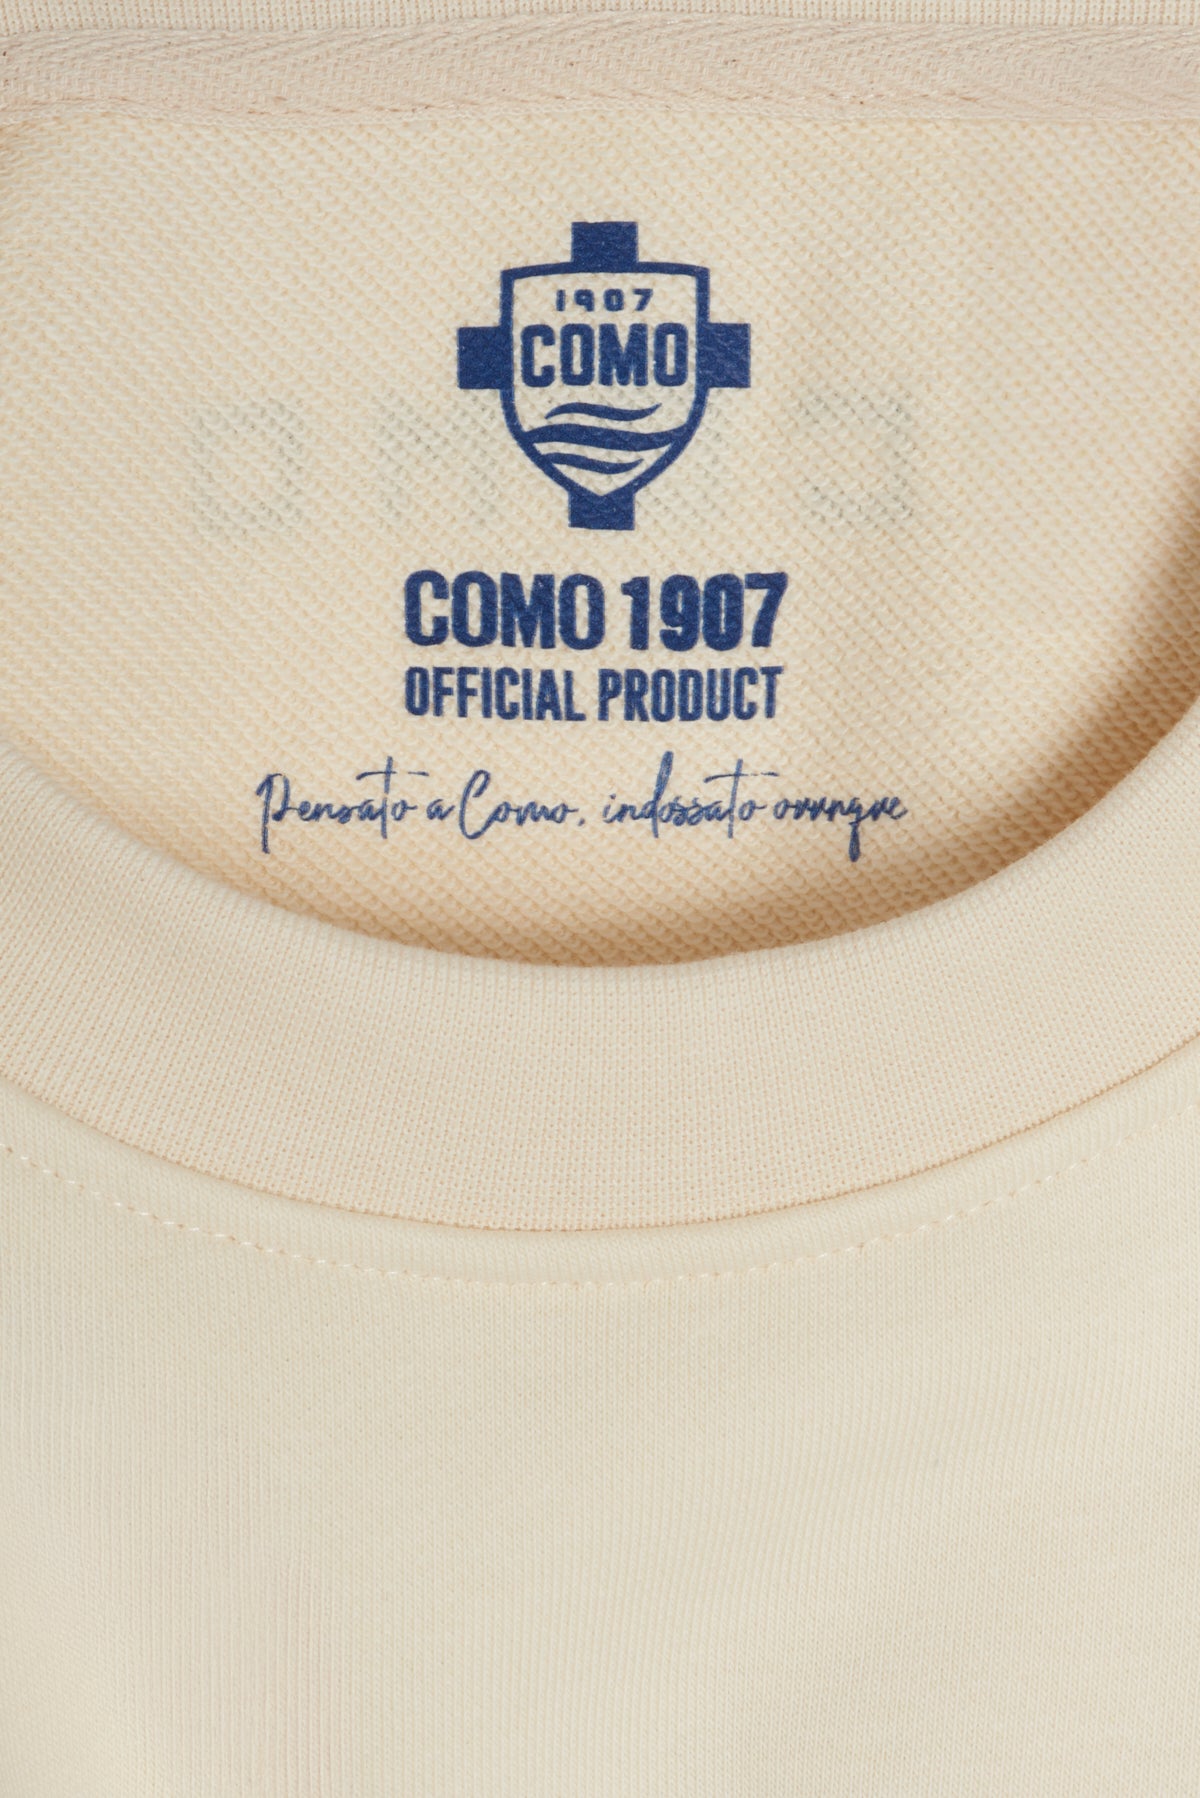 1907
COMO
COMO 1907
OFFICIAL PRODUCT
Pensato a Como, indossato ovunque